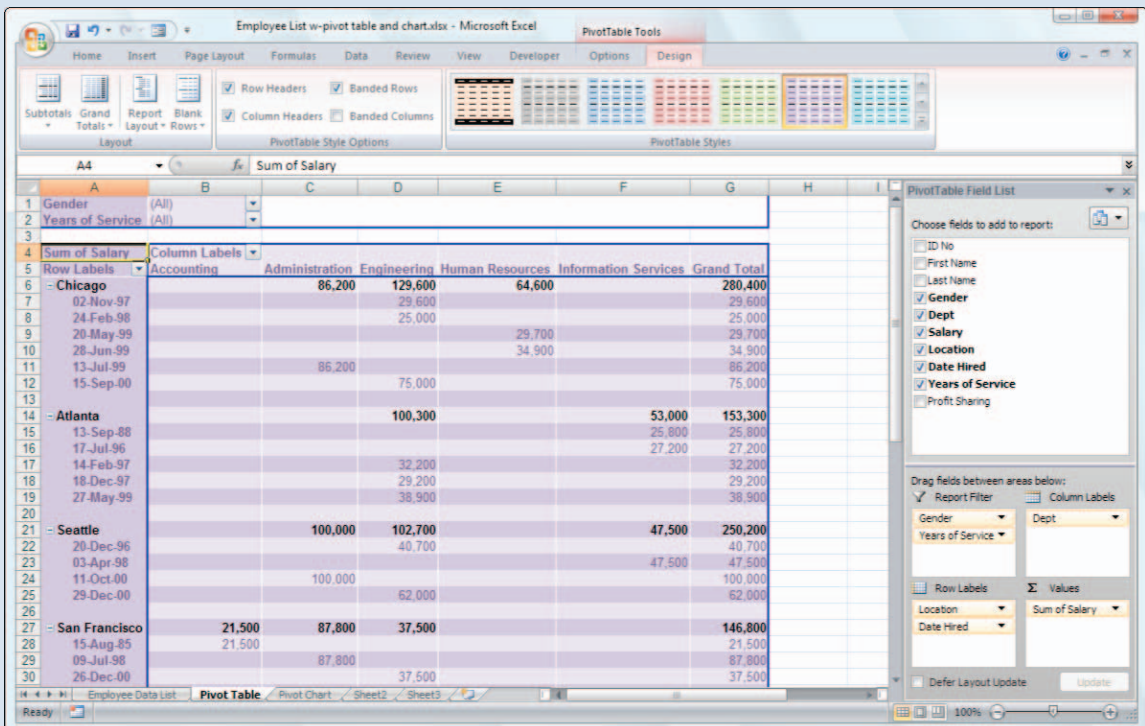 Employee List w-pivot table and chart.xlsx - Microsoft Excel
PivotTable Tools
Home Insert Page Layout Formulas Data Review View Developer Options Design
Subtotals
Grand Totals
Report Layout
Blank Rows
Layout
Row Headers
Banded Rows
Column Headers
Banded Columns
PivotTable Style Options
PivotTable Styles
A4 fx Sum of Salary
A B C D E F G H I
1 Gender (All)
2 Years of Service (All)
3
4 Sum of Salary Column Labels
5 Row Labels Accounting Administration Engineering Human Resources Information Services Grand Total
6 - Chicago 86,200 129,600 64,600 280,400
7 02-Nov-97 29,600 29,600
8 24-Feb-98 25,000 25,000
9 20-May-99 29,700 29,700
10 28-Jun-99 34,900 34,900
11 13-Jul-99 86,200 86,200
12 15-Sep-00 75,000 75,000
13
14 - Atlanta 100,300 53,000 153,300
15 13-Sep-88 25,800 25,800
16 17-Jul-96 27,200 27,200
17 14-Feb-97 32,200 32,200
18 18-Dec-97 29,200 29,200
19 27-May-99 38,900 38,900
20
21 - Seattle 100,000 102,700 47,500 250,200
22 20-Dec-96 40,700 40,700
23 03-Apr-98 47,500 47,500
24 11-Oct-00 100,000 100,000
25 29-Dec-00 62,000 62,000
26
27 - San Francisco 21,500 87,800 37,500 146,800
28 15-Aug-85 21,500 21,500
29 09-Jul-98 87,800 87,800
30 26-Dec-00 37,500 37,500
Employee Data List Pivot Table Pivot Chart Sheet2 Sheet3
Ready
100%
PivotTable Field List
Choose fields to add to report:
ID No
First Name
Last Name
Gender
Dept
Salary
Location
Date Hired
Years of Service
Profit Sharing
Drag fields between areas below:
Report Filter
Column Labels
Gender
Dept
Years of Service
Row Labels
Σ Values
Location
Sum of Salary
Date Hired
Defer Layout Update
Update